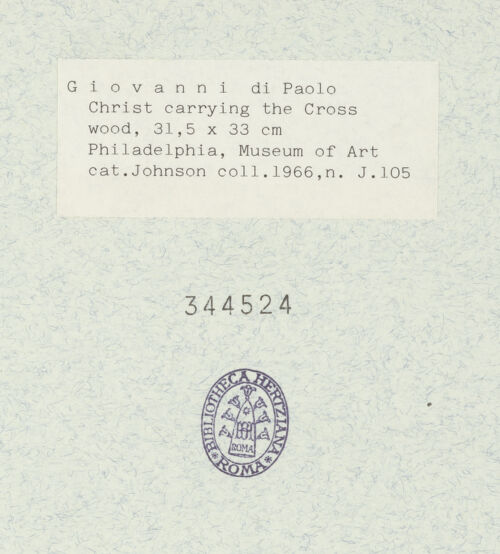 G i o v a n n i  di Paolo
Christ carrying the Cross
wood, 31,5 x 33 cm
Philadelphia, Museum of Art
cat.Johnson coll.1966,n. J.105
344524
*BIBLIOTHECA HERTZIANA*
ROMA
ROMA